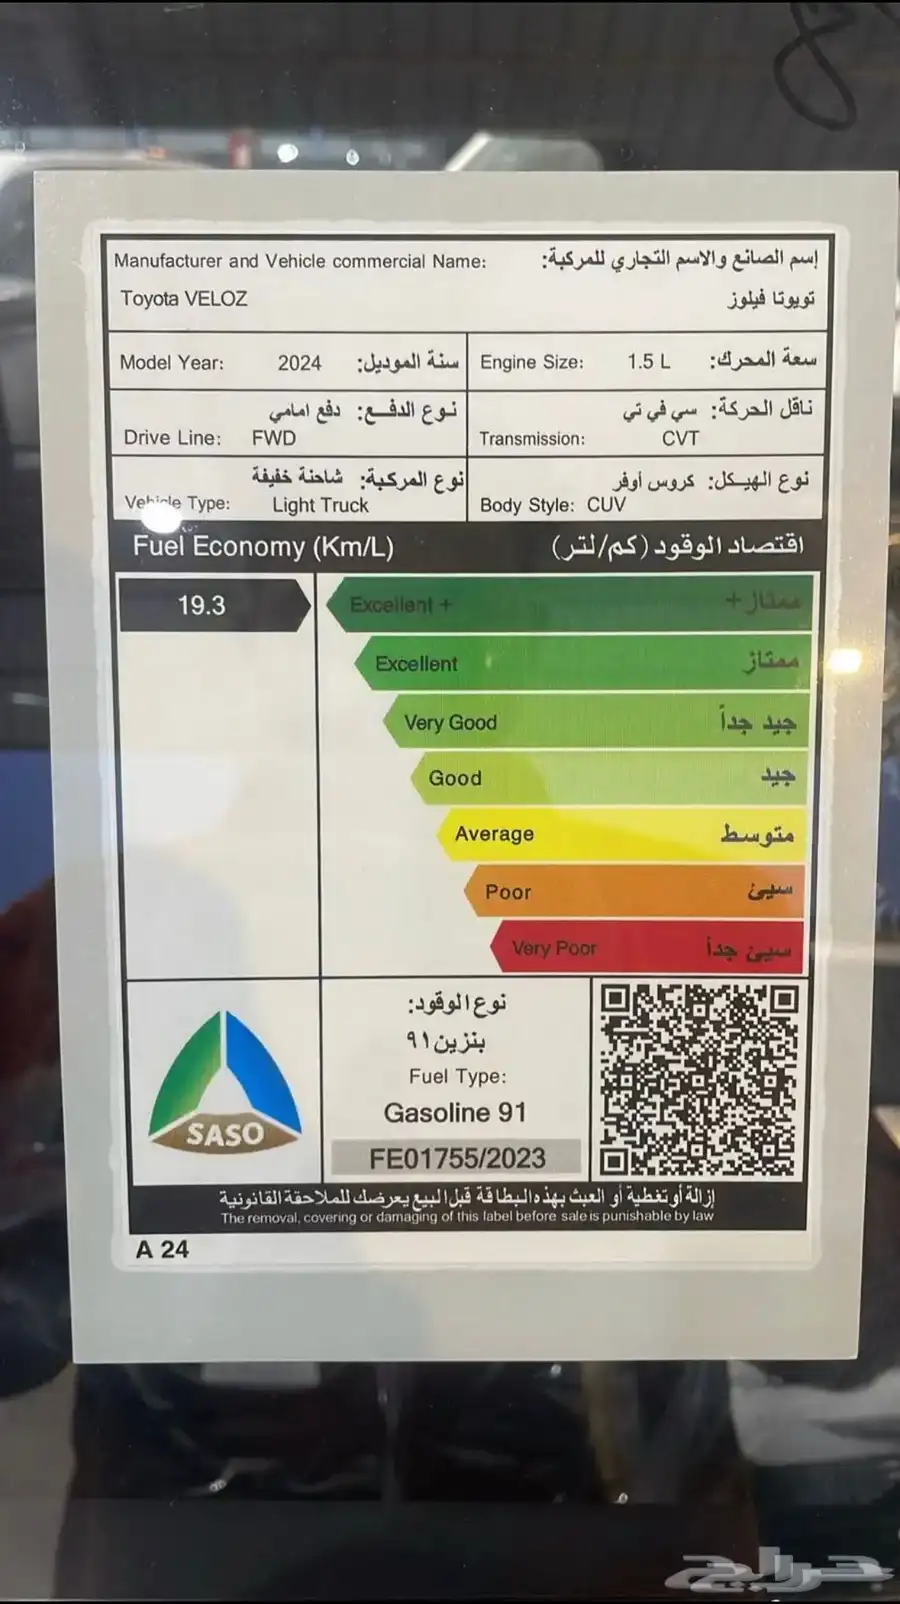 Manufacturer and Vehicle commercial Name: إسم الصانع والاسم التجاري للمركبة:
Toyota VELOZ تويوتا فيلوز
Model Year: 2024 سنة الموديل: Engine Size: 1.5 L سعة المحرك:
نوع الدفـع: دفع امامي ناقل الحركة: سي في تي
Drive Line: FWD Transmission: CVT
نوع المركبة: شاحنة خفيفة نوع الهيـكل: كروس أوفر
Vehicle Type: Light Truck Body Style: CUV
Fuel Economy (Km/L) اقتصاد الوقود (كم/لتر)
19.3 Excellent + ممتاز +
Excellent ممتاز
Very Good جيد جداً
Good جيد
Average متوسط
Poor سيئ
Very Poor سيئ جداً
نوع الوقود:
بنزين ٩١
Fuel Type:
Gasoline 91
SASO
FE01755/2023
إزالة أو تغطية أو العبث بهذه البطاقة قبل البيع يعرضك للملاحقة القانونية
The removal, covering or damaging of this label before sale is punishable by law
A 24
حراج